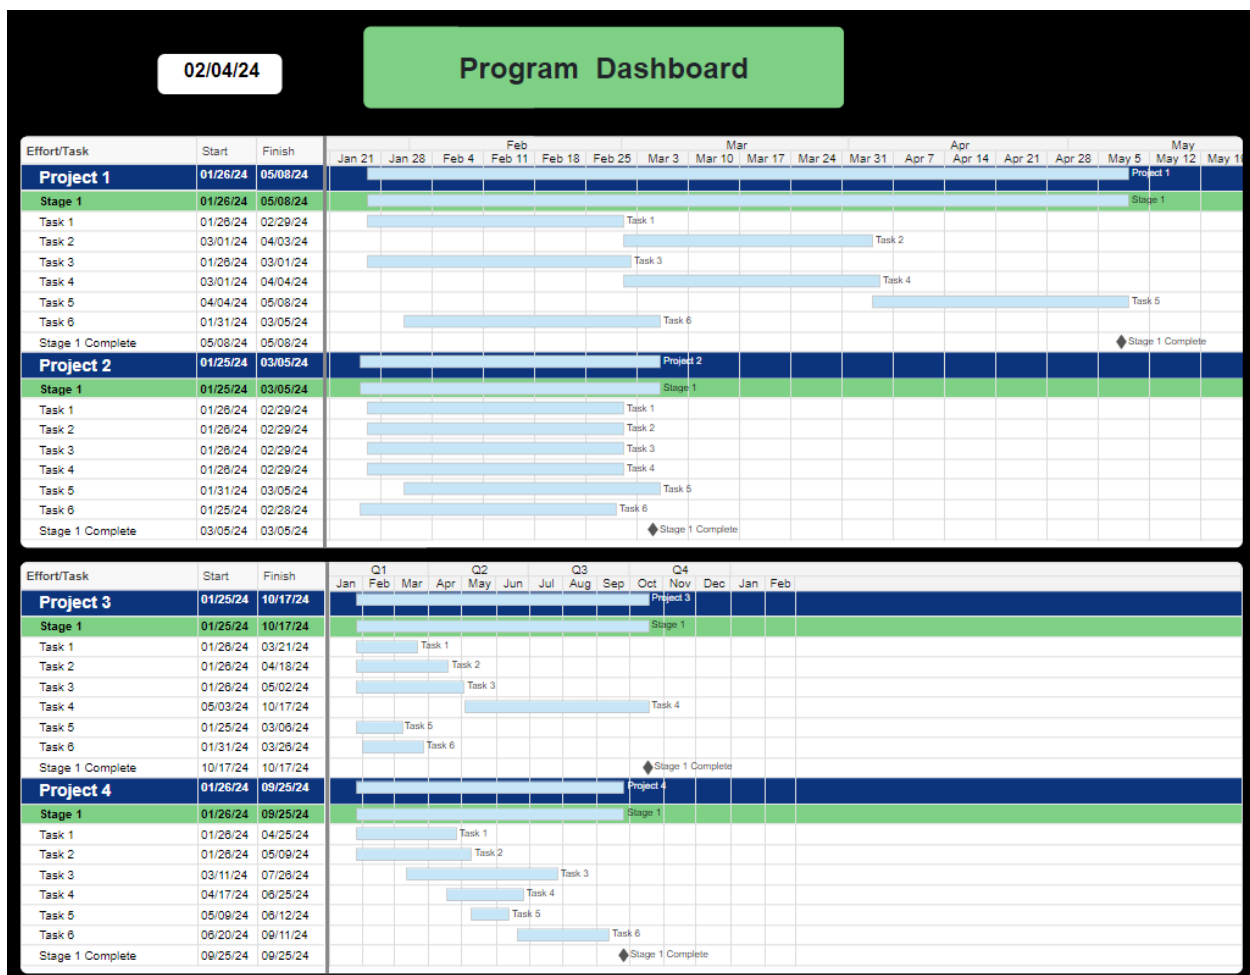 02/04/24
Program Dashboard
Effort/Task Start Finish
Feb Mar Apr May
Jan 21 Jan 28 Feb 4 Feb 11 Feb 18 Feb 25 Mar 3 Mar 10 Mar 17 Mar 24 Mar 31 Apr 7 Apr 14 Apr 21 Apr 28 May 5 May 12 May
Project 1 01/26/24 05/08/24 Project 1
Stage 1 01/26/24 05/08/24 Stage 1
Task 1 01/26/24 02/29/24 Task 1
Task 2 03/01/24 04/03/24 Task 2
Task 3 01/26/24 03/01/24 Task 3
Task 4 03/01/24 04/04/24 Task 4
Task 5 04/04/24 05/08/24 Task 5
Task 6 01/31/24 03/05/24 Task 6
Stage 1 Complete 05/08/24 05/08/24 Stage 1 Complete
Project 2 01/25/24 03/05/24 Project 2
Stage 1 01/25/24 03/05/24 Stage 1
Task 1 01/26/24 02/29/24 Task 1
Task 2 01/26/24 02/29/24 Task 2
Task 3 01/26/24 02/29/24 Task 3
Task 4 01/26/24 02/29/24 Task 4
Task 5 01/31/24 03/05/24 Task 5
Task 6 01/25/24 02/28/24 Task 6
Stage 1 Complete 03/05/24 03/05/24 Stage 1 Complete
Effort/Task Start Finish
Q1 Q2 Q3 Q4
Jan Feb Mar Apr May Jun Jul Aug Sep Oct Nov Dec Jan Feb
Project 3 01/25/24 10/17/24 Project 3
Stage 1 01/25/24 10/17/24 Stage 1
Task 1 01/26/24 03/21/24 Task 1
Task 2 01/26/24 04/18/24 Task 2
Task 3 01/26/24 05/02/24 Task 3
Task 4 05/03/24 10/17/24 Task 4
Task 5 01/25/24 03/06/24 Task 5
Task 6 01/31/24 03/26/24 Task 6
Stage 1 Complete 10/17/24 10/17/24 Stage 1 Complete
Project 4 01/26/24 09/25/24 Project 4
Stage 1 01/26/24 09/25/24 Stage 1
Task 1 01/26/24 04/25/24 Task 1
Task 2 01/26/24 05/09/24 Task 2
Task 3 03/11/24 07/26/24 Task 3
Task 4 04/17/24 06/25/24 Task 4
Task 5 05/09/24 06/12/24 Task 5
Task 6 06/20/24 09/11/24 Task 6
Stage 1 Complete 09/25/24 09/25/24 Stage 1 Complete